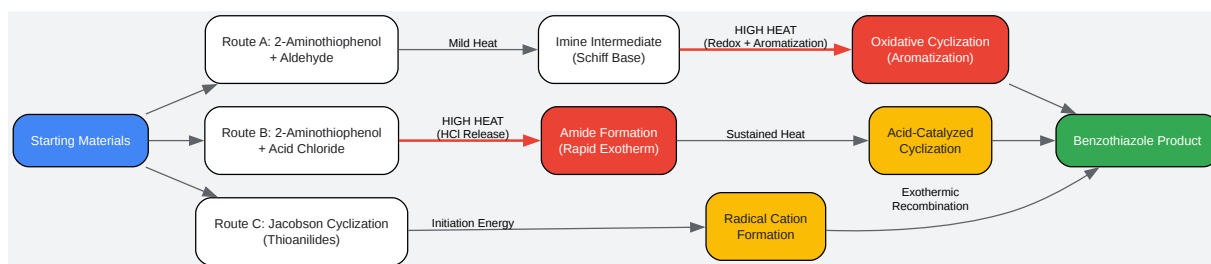 Route A: 2-Aminothiophenol
+ Aldehyde
Mild Heat
Imine Intermediate
(Schiff Base)
HIGH HEAT
(Redox + Aromatization)
Oxidative Cyclization
(Aromatization)
Starting Materials
Route B: 2-Aminothiophenol
+ Acid Chloride
HIGH HEAT
(HCl Release)
Amide Formation
(Rapid Exotherm)
Sustained Heat
Acid-Catalyzed
Cyclization
Benzothiazole Product
Route C: Jacobson Cyclization
(Thioanilides)
Initiation Energy
Radical Cation
Formation
Exothermic
Recombination